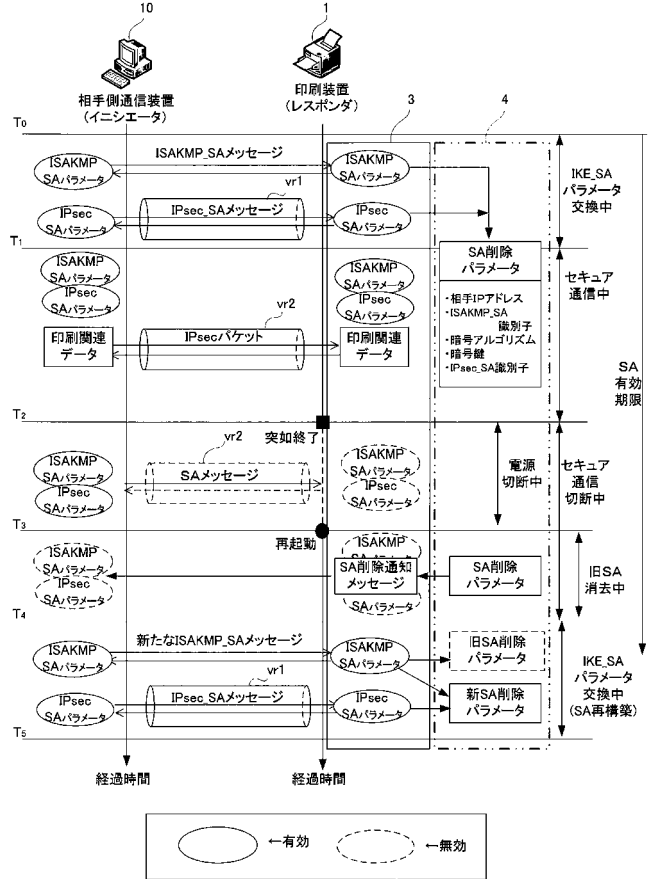 10
1
相手側通信装置
(イニシエータ)
印刷装置
(レスポンダ)
3
4
T0
ISAKMP
SAパラメータ
ISAKMP_SAメッセージ
ISAKMP
SAパラメータ
vr1
IPsec
SAパラメータ
IPsec_SAメッセージ
IPsec
SAパラメータ
IKE_SA
パラメータ
交換中
T1
ISAKMP
SAパラメータ
IPsec
SAパラメータ
ISAKMP
SAパラメータ
IPsec
SAパラメータ
SA削除
パラメータ
・相手IPアドレス
・ISAKMP_SA
識別子
・暗号アルゴリズム
・暗号鍵
・IPsec_SA識別子
セキュア
通信中
vr2
印刷関連
データ
IPsecパケット
印刷関連
データ
SA
有効
期限
T2
突如終了
vr2
ISAKMP
SAパラメータ
IPsec
SAパラメータ
SAメッセージ
ISAKMP
SAパラメータ
IPsec
SAパラメータ
電源
切断中
セキュア
通信
切断中
T3
再起動
ISAKMP
SAパラメータ
IPsec
SAパラメータ
ISAKMP
SA削除通知
メッセージ
SAパラメータ
SA削除
パラメータ
旧SA
消去中
T4
新たなISAKMP_SAメッセージ
ISAKMP
SAパラメータ
ISAKMP
SAパラメータ
旧SA削除
パラメータ
vr1
IPsec
SAパラメータ
IPsec_SAメッセージ
IPsec
SAパラメータ
新SA削除
パラメータ
IKE_SA
パラメータ
交換中
(SA再構築)
T5
経過時間
経過時間
←有効
←無効